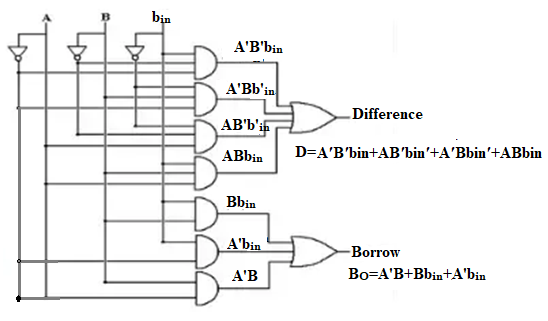 A B bin
A'B'bin
A'Bb'in
AB'b'in
ABbin
Difference
D=A′B′bin+AB′bin′+A′Bbin′+ABbin
Bbin
A'bin
Borrow
A'B
BO=A'B+Bbin+A'bin